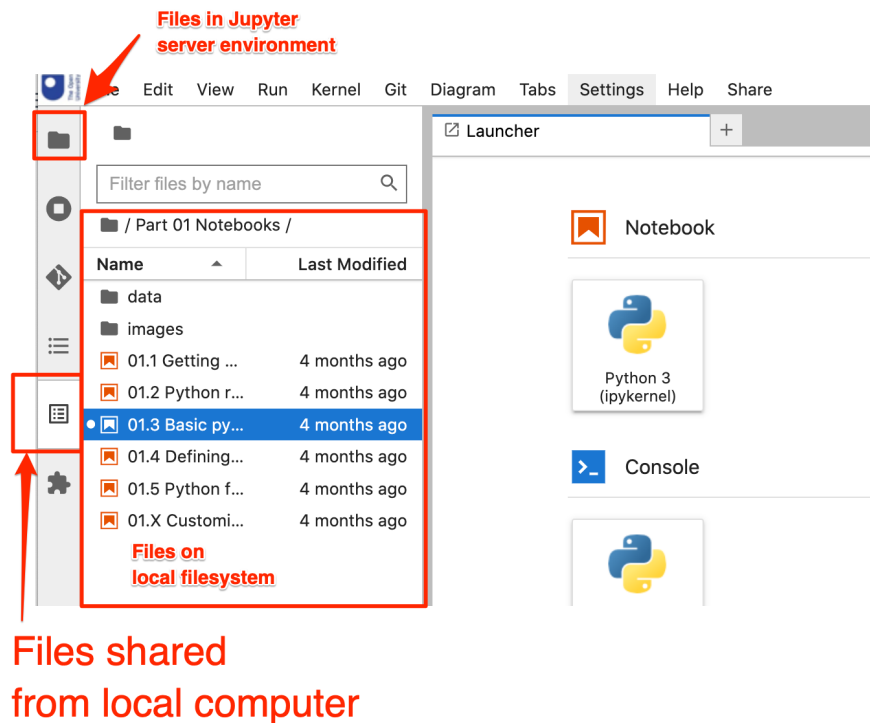 Files in Jupyter
server environment
The Open
University
Edit View Run Kernel Git Diagram Tabs Settings Help Share
Launcher +
Filter files by name
/ Part 01 Notebooks /
Name Last Modified
data
images
01.1 Getting ... 4 months ago
01.2 Python r... 4 months ago
01.3 Basic py... 4 months ago
01.4 Defining... 4 months ago
01.5 Python f... 4 months ago
01.X Customi... 4 months ago
Files on
local filesystem
Notebook
Python 3
(ipykernel)
Console
Files shared
from local computer